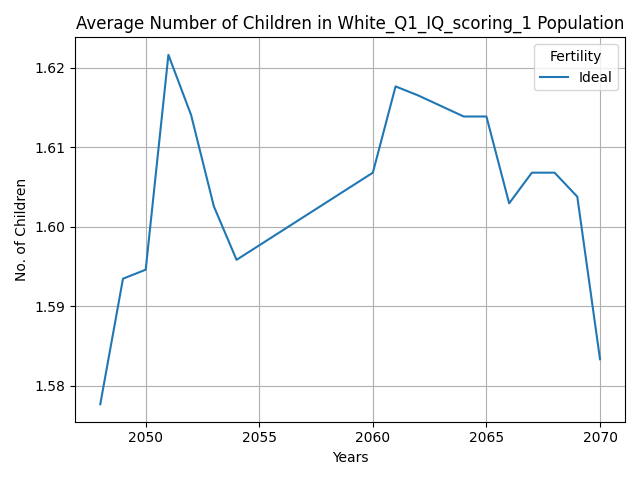 Average Number of Children in White_Q1_IQ_scoring_1 Population
Fertility
Ideal
1.62
1.61
1.60
1.59
1.58
No. of Children
2050
2055
2060
2065
2070
Years